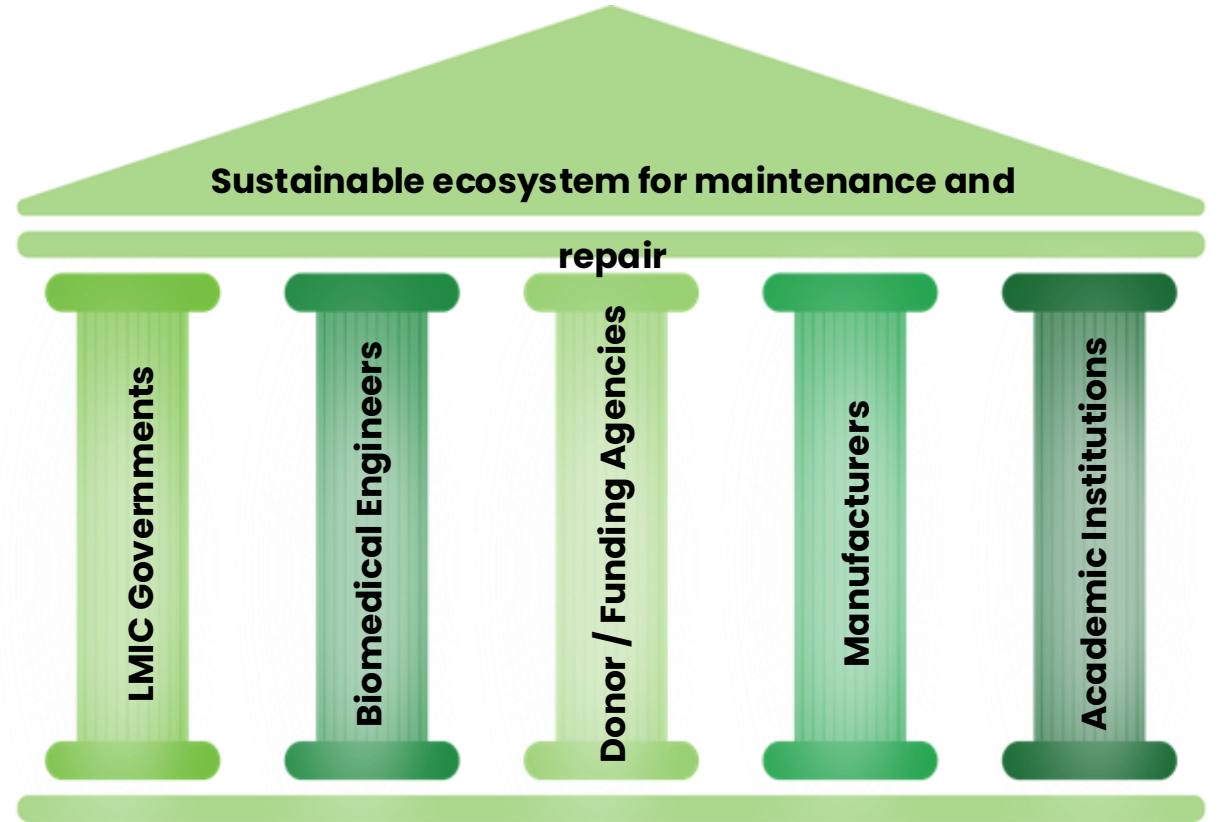 Sustainable ecosystem for maintenance and
repair
LMIC Governments
Biomedical Engineers
Donor / Funding Agencies
Manufacturers
Academic Institutions